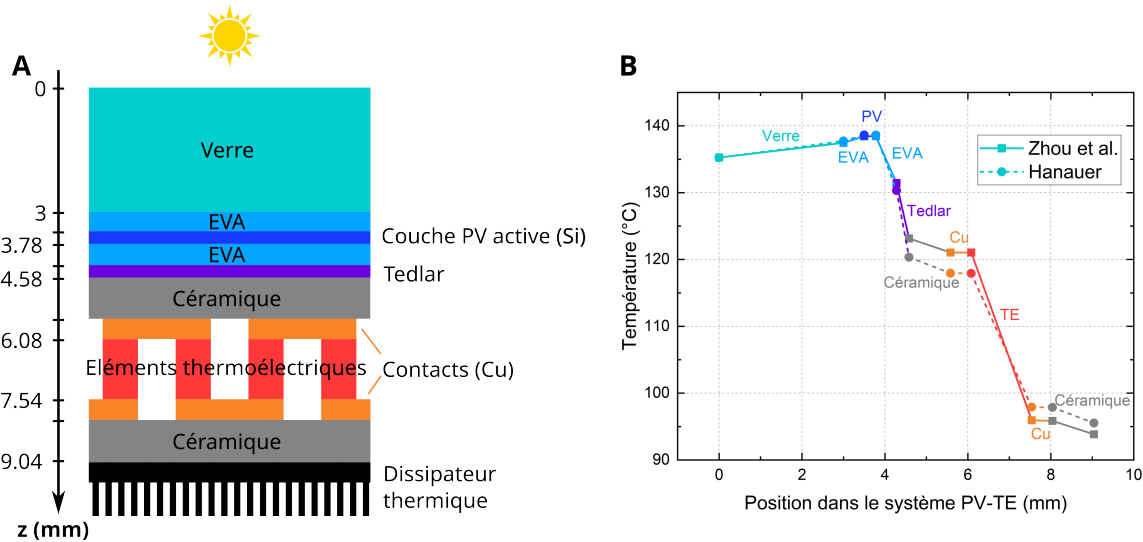 A
0
3
3.78
4.58
6.08
7.54
9.04
z (mm)
Verre
EVA
EVA
Céramique
Eléments thermoélectriques
Céramique
Couche PV active (Si)
Tedlar
Contacts (Cu)
Dissipateur
thermique
B
Température (°C)
140
130
120
110
100
90
0
2
4
6
8
10
Position dans le système PV-TE (mm)
Verre
PV
EVA
EVA
Tedlar
Cu
Céramique
TE
Céramique
Cu
Zhou et al.
Hanauer